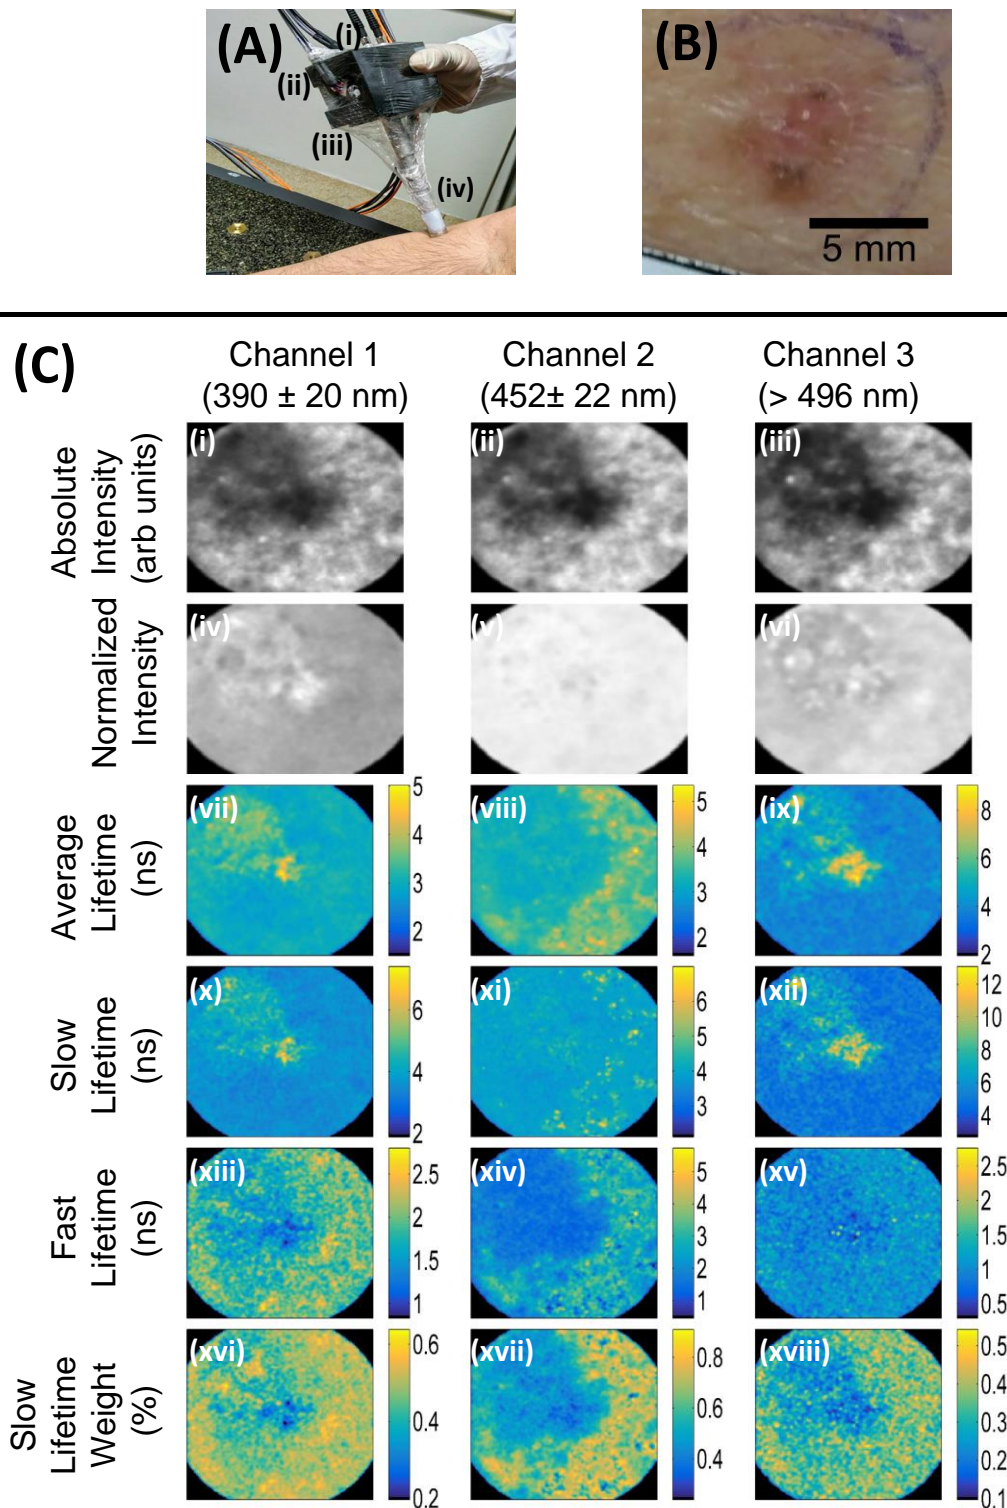 (A)
(i)
(ii)
(iii)
(iv)
(B)
5 mm
(C)
Channel 1
(390 ± 20 nm)
Channel 2
(452± 22 nm)
Channel 3
(> 496 nm)
Absolute
Intensity
(arb units)
(i)
(ii)
(iii)
Normalized
Intensity
(iv)
(v)
(vi)
Average
Lifetime
(ns)
(vii)
5
4
3
2
(viii)
5
4
3
2
(ix)
8
6
4
2
Slow
Lifetime
(ns)
(x)
6
4
2
(xi)
6
5
4
3
(xii)
12
10
8
6
4
Fast
Lifetime
(ns)
(xiii)
2.5
2
1.5
1
(xiv)
5
4
3
2
1
(xv)
2.5
2
1.5
1
0.5
Slow
Lifetime
Weight
(%)
(xvi)
0.6
0.4
0.2
(xvii)
0.8
0.6
0.4
(xviii)
0.5
0.4
0.3
0.2
0.1